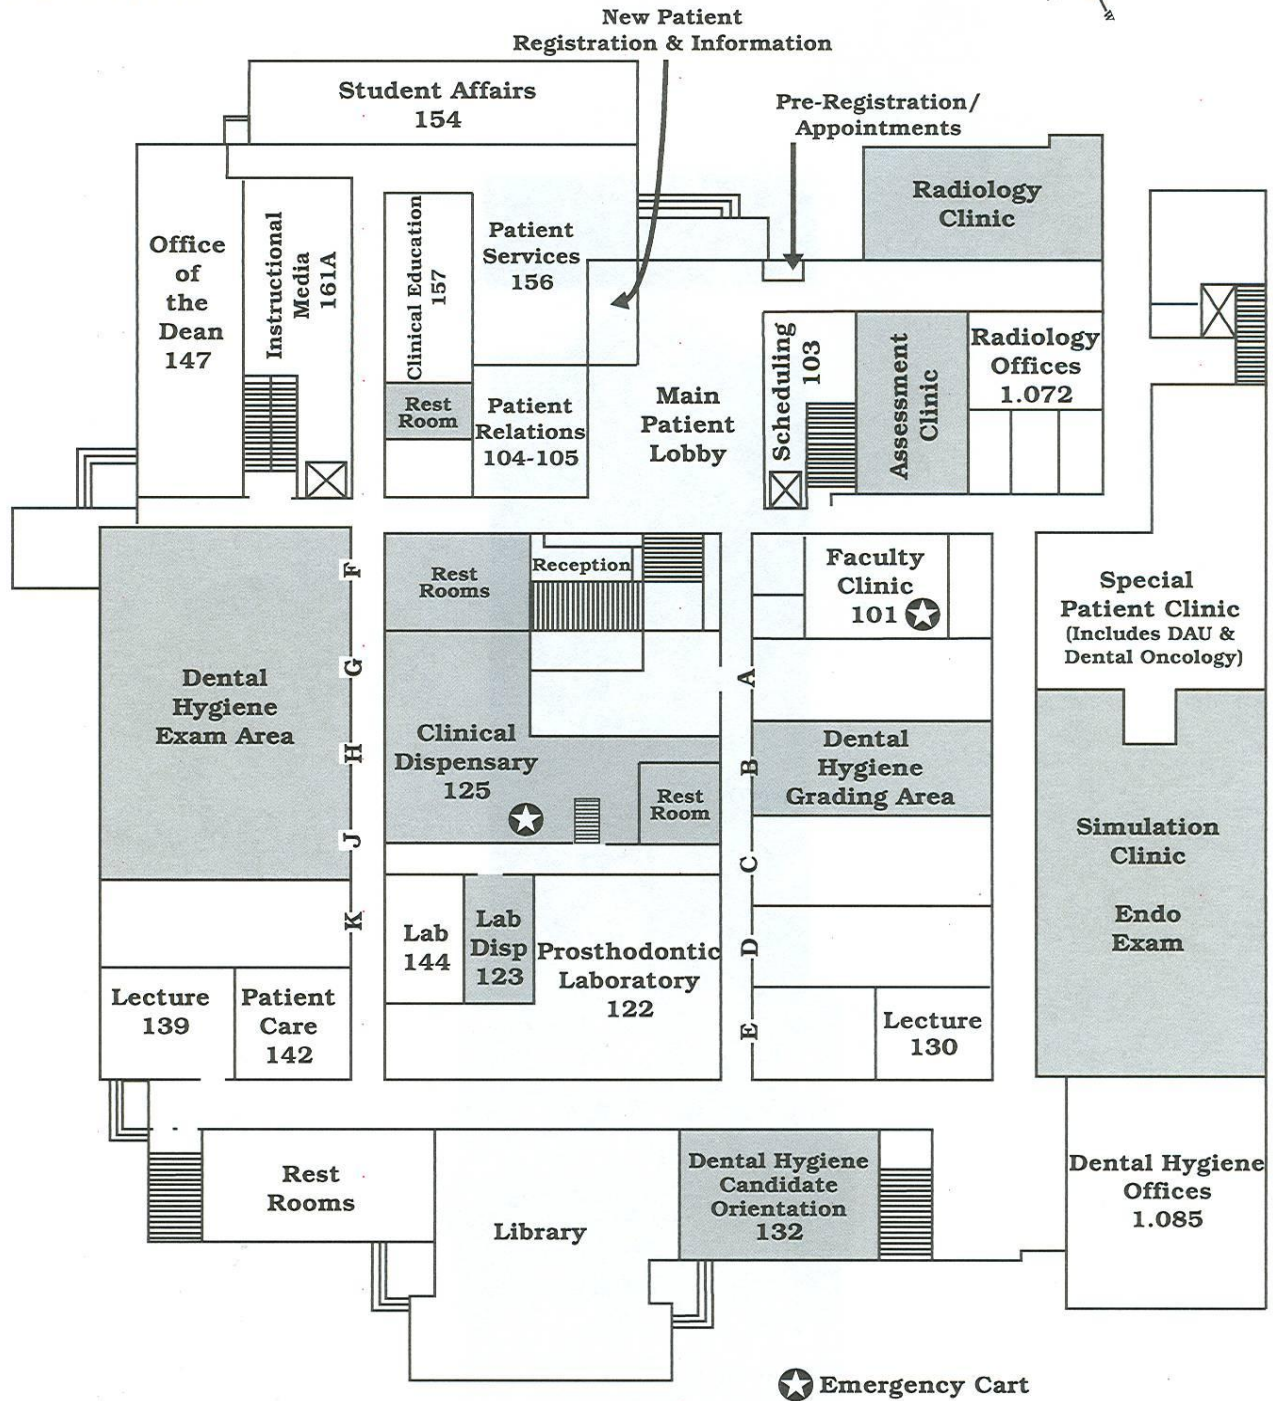 W
New Patient
Registration & Information
Student Affairs
154
Pre-Registration/
Appointments
Radiology
Clinic
Office
of
the
Dean
147
Instructional
Media
161A
Clinical Education
157
Patient
Services
156
Rest
Room
Patient
Relations
104-105
Main
Patient
Lobby
Scheduling
103
Assessment
Clinic
Radiology
Offices
1.072
F
G
H
J
K
Rest
Rooms
Reception
Faculty
Clinic
101
Special
Patient Clinic
(Includes DAU &
Dental Oncology)
Dental
Hygiene
Exam Area
Clinical
Dispensary
125
Rest
Room
A
B
C
D
E
Dental
Hygiene
Grading Area
Simulation
Clinic
Endo
Exam
Lab
144
Lab
Disp
123
Prosthodontic
Laboratory
122
Lecture
139
Patient
Care
142
Lecture
130
Rest
Rooms
Library
Dental Hygiene
Candidate
Orientation
132
Dental Hygiene
Offices
1.085
Emergency Cart